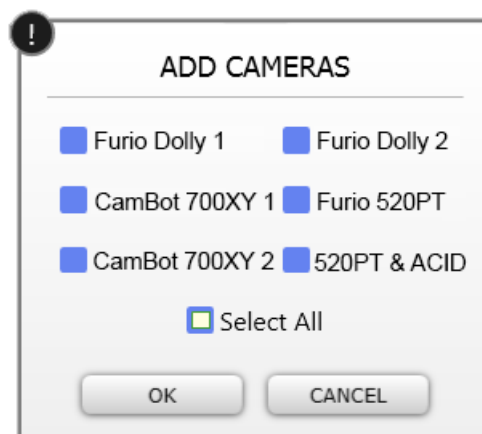 !
ADD CAMERAS
Furio Dolly 1 Furio Dolly 2
CamBot 700XY 1 Furio 520PT
CamBot 700XY 2 520PT & ACID
Select All
OK CANCEL